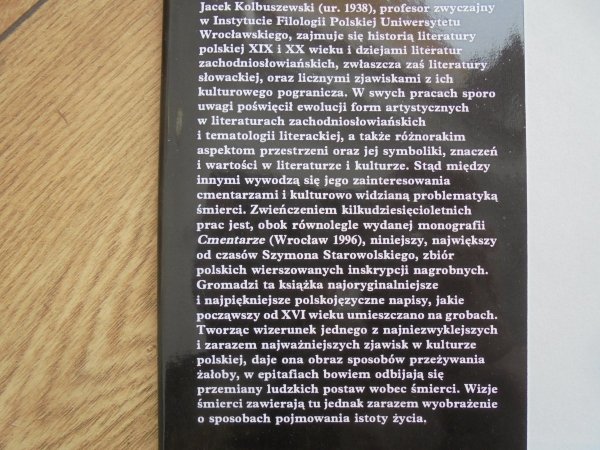 Jacek Kolbuszewski (ur. 1938), profesor zwyczajny
w Instytucie Filologii Polskiej Uniwersytetu
Wrocławskiego, zajmuje się historią literatury
polskiej XIX i XX wieku i dziejami literatur
zachodniosłowiańskich, zwłaszcza zaś literatury
słowackiej, oraz licznymi zjawiskami z ich
kulturowego pogranicza. W swych pracach sporo
uwagi poświęcił ewolucji form artystycznych
w literaturach zachodniosłowiańskich
i tematologii literackiej, a także różnorakim
aspektom przestrzeni oraz jej symboliki, znaczeń
i wartości w literaturze i kulturze. Stąd między
innymi wywodzą się jego zainteresowania
cmentarzami i kulturowo widzianą problematyką
śmierci. Zwieńczeniem kilkudziesięcioletnich
prac jest, obok równolegle wydanej monografii
Cmentarze (Wrocław 1996), niniejszy, największy
od czasów Szymona Starowolskiego, zbiór
polskich wierszowanych inskrypcji nagrobnych.
Gromadzi ta książka najoryginalniejsze
i najpiękniejsze polskojęzyczne napisy, jakie
począwszy od XVI wieku umieszczano na grobach.
Tworząc wizerunek jednego z najniezwyklejszych
i zarazem najważniejszych zjawisk w kulturze
polskiej, daje ona obraz sposobów przeżywania
żałoby, w epitafiach bowiem odbijają się
przemiany ludzkich postaw wobec śmierci. Wizje
śmierci zawierają tu jednak zarazem wyobrażenie
o sposobach pojmowania istoty życia.